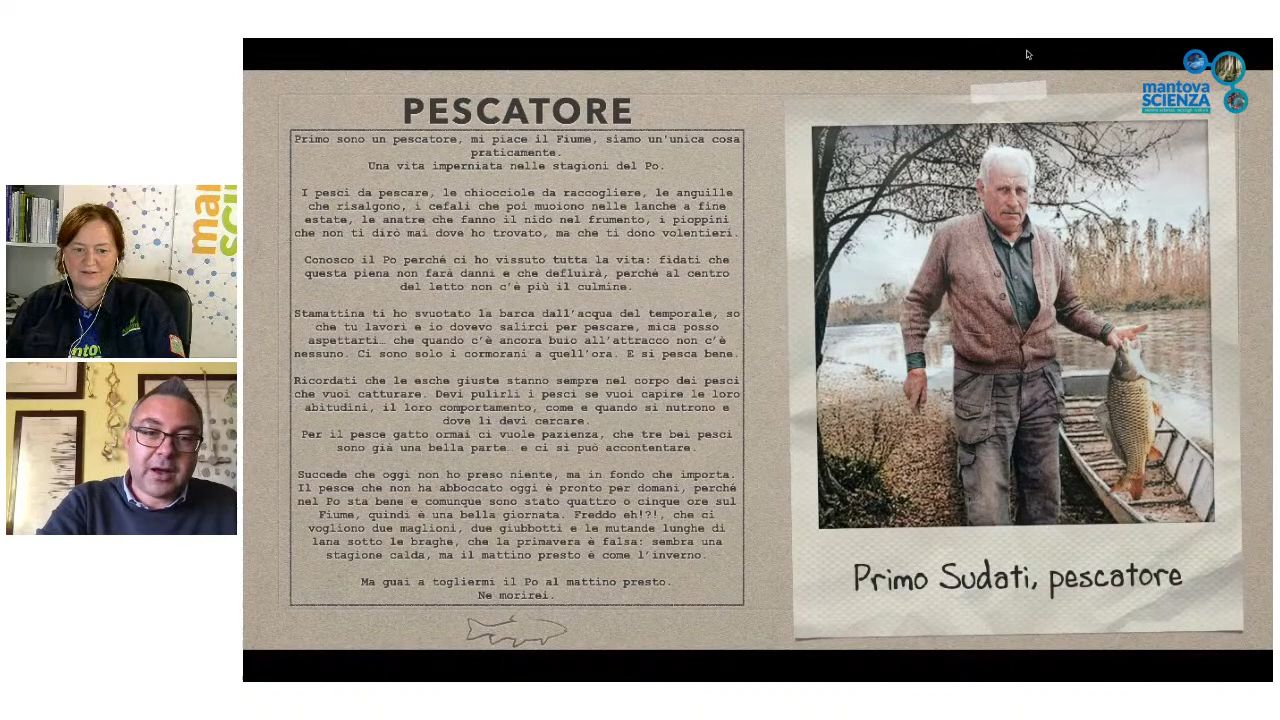 mantova
SCIENZA
PESCATORE
Primo sono un pescatore, mi piace il Fiume, siamo un'unica cosa
praticamente.
Una vita imperniata nelle stagioni del Po.
I pesci da pescare, le chiocciole da raccogliere, le anguille
che risalgono, i cefali che poi muoiono nelle lanche a fine
estate, le anatre che fanno il nido nel frumento, i pioppini
che non ti dirò mai dove ho trovato, ma che ti dono volentieri.
Conosco il Po perché ci ho vissuto tutta la vita: fidati che
questa piena non farà danni e che defluirà, perché al centro
del letto non c'è più il culmine.
Stamattina ti ho svuotato la barca dall'acqua del temporale, so
che tu lavori e io dovevo salirci per pescare, mica posso
aspettarti… che quando c'è ancora buio all'attracco non c'è
nessuno. Ci sono solo i cormorani a quell'ora. E si pesca bene.
Ricordati che le esche giuste stanno sempre nel corpo dei pesci
che vuoi catturare. Devi pulirli i pesci se vuoi capire le loro
abitudini, il loro comportamento, come e quando si nutrono e
dove li devi cercare.
Per il pesce gatto ormai ci vuole pazienza, che tre bei pesci
sono già una bella parte… e ci si può accontentare.
Succede che oggi non ho preso niente, ma in fondo che importa.
Il pesce che non ha abboccato oggi è pronto per domani, perché
nel Po sta bene e comunque sono stato quattro o cinque ore sul
Fiume, quindi è una bella giornata. Freddo eh!?!, che ci
vogliono due maglioni, due giubbotti e le mutande lunghe di
lana sotto le braghe, che la primavera è falsa: sembra una
stagione calda, ma il mattino presto è come l'inverno.
Ma guai a togliermi il Po al mattino presto.
Ne morirei.
Primo Sudati, pescatore